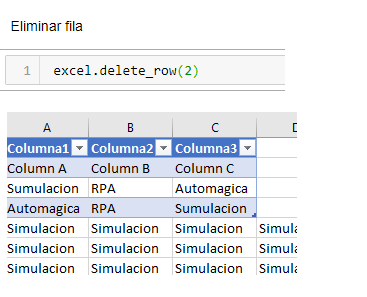 Eliminar fila
1 excel.delete_row(2)
A B C D
Columna1 Columna2 Columna3
Column A Column B Column C
Sumulacion RPA Automagica
Automagica RPA Sumulacion
Simulacion Simulacion Simulacion Simula
Simulacion Simulacion Simulacion Simula
Simulacion Simulacion Simulacion Simula